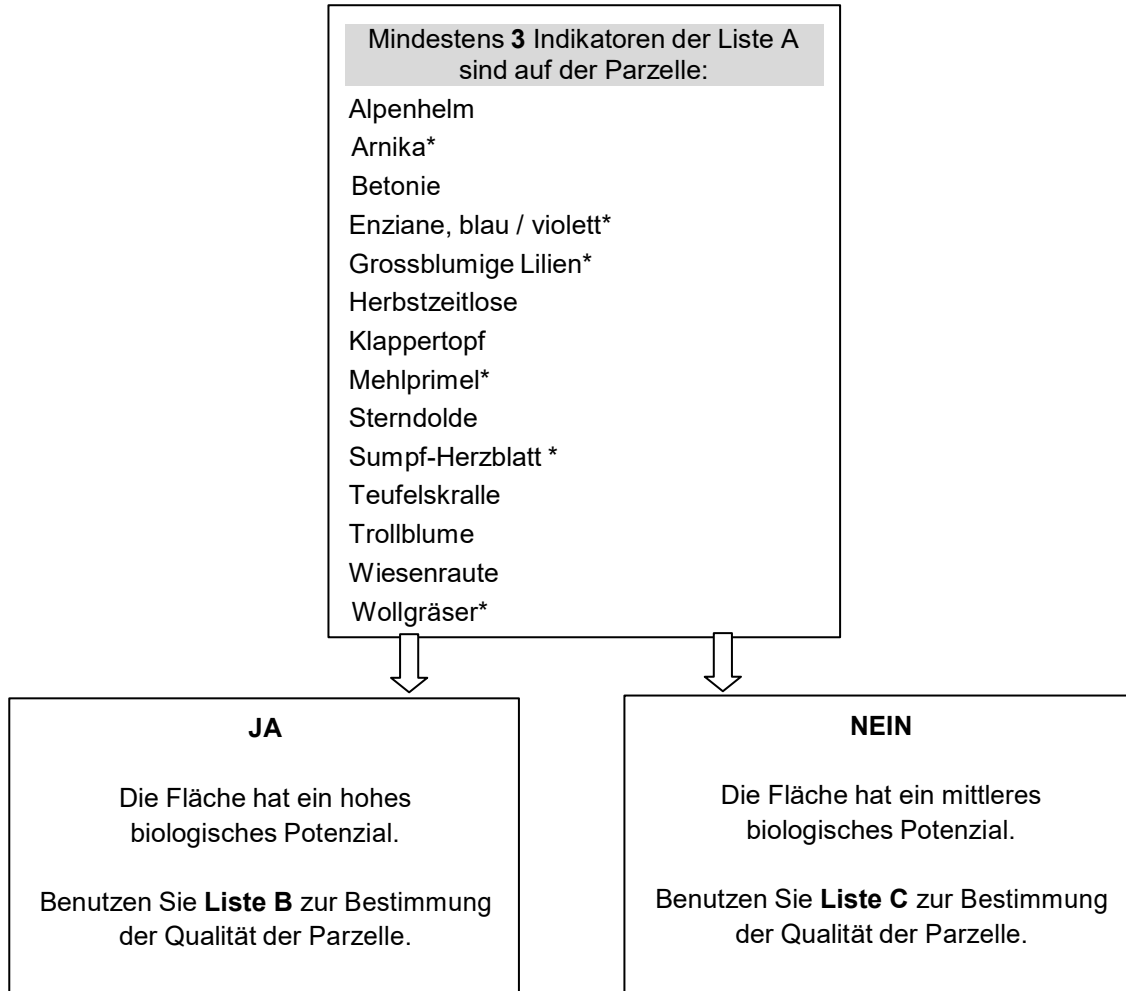 Mindestens 3 Indikatoren der Liste A
sind auf der Parzelle:
Alpenhelm
Arnika*
Betonie
Enziane, blau / violett*
Grossblumige Lilien*
Herbstzeitlose
Klappertopf
Mehlprimel*
Sterndolde
Sumpf-Herzblatt *
Teufelskralle
Trollblume
Wiesenraute
Wollgräser*
JA
Die Fläche hat ein hohes
biologisches Potenzial.
Benutzen Sie Liste B zur Bestimmung
der Qualität der Parzelle.
NEIN
Die Fläche hat ein mittleres
biologisches Potenzial.
Benutzen Sie Liste C zur Bestimmung
der Qualität der Parzelle.